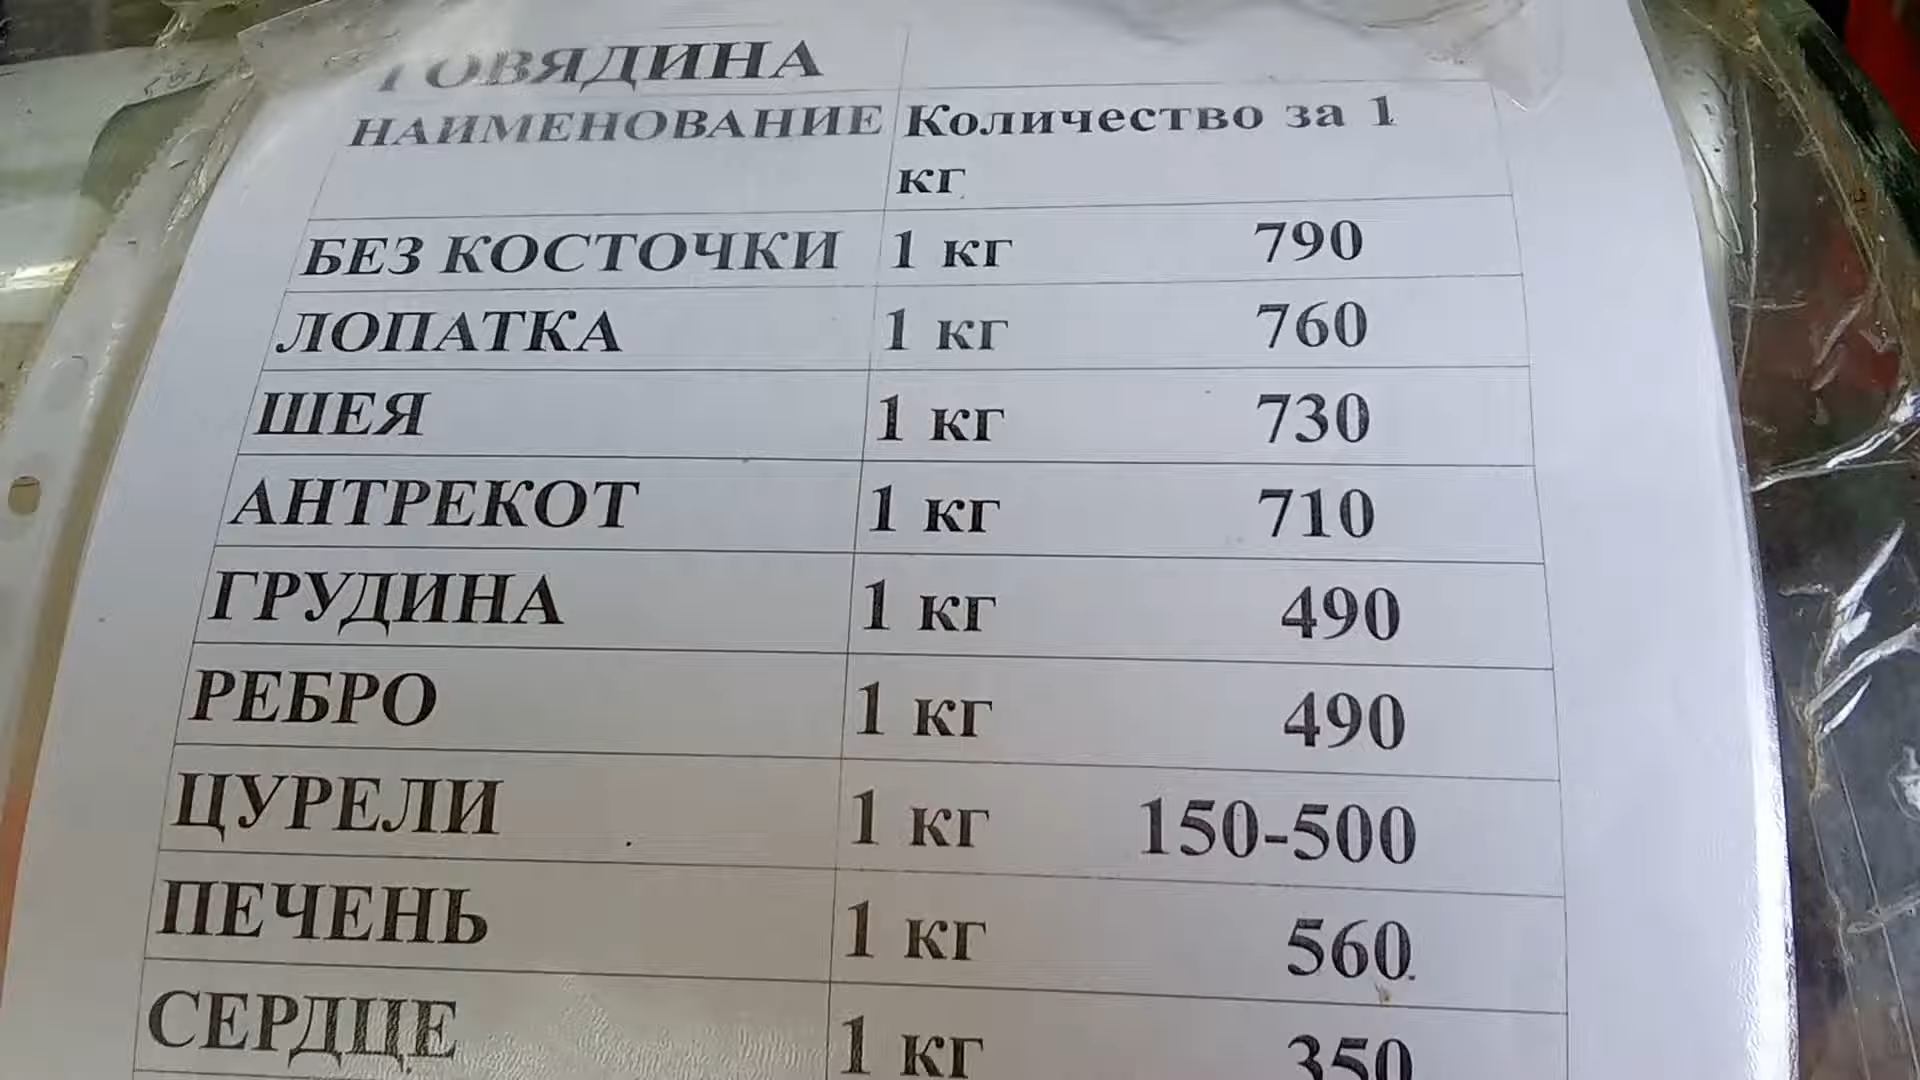 ГОВЯДИНА
НАИМЕНОВАНИЕ Количество за 1 кг
БЕЗ КОСТОЧКИ 1 кг 790
ЛОПАТКА 1 кг 760
ШЕЯ 1 кг 730
АНТРЕКОТ 1 кг 710
ГРУДИНА 1 кг 490
РЕБРО 1 кг 490
ЦУРЕЛИ 1 кг 150-500
ПЕЧЕНЬ 1 кг 560
СЕРДЦЕ 1 кг 350